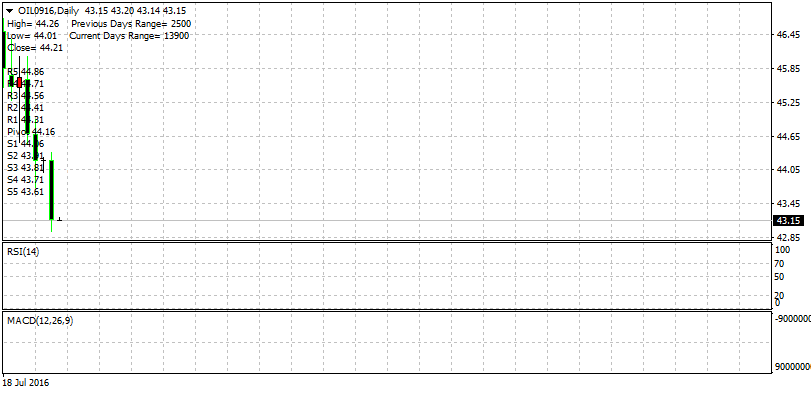 OIL0916,Daily 43.15 43.20 43.14 43.15
High= 44.26 Previous Days Range= 2500
Low= 44.01 Current Days Range= 13900
Close= 44.21
R5 44.86
R4 44.71
R3 44.56
R2 44.41
R1 44.31
Pivot 44.16
S1 44.06
S2 43.91
S3 43.81
S4 43.71
S5 43.61
46.45
45.85
45.25
44.65
44.05
43.45
43.15
42.85
RSI(14)
100
70
50
20
0
MACD(12,26,9)
-9000000
9000000
18 Jul 2016